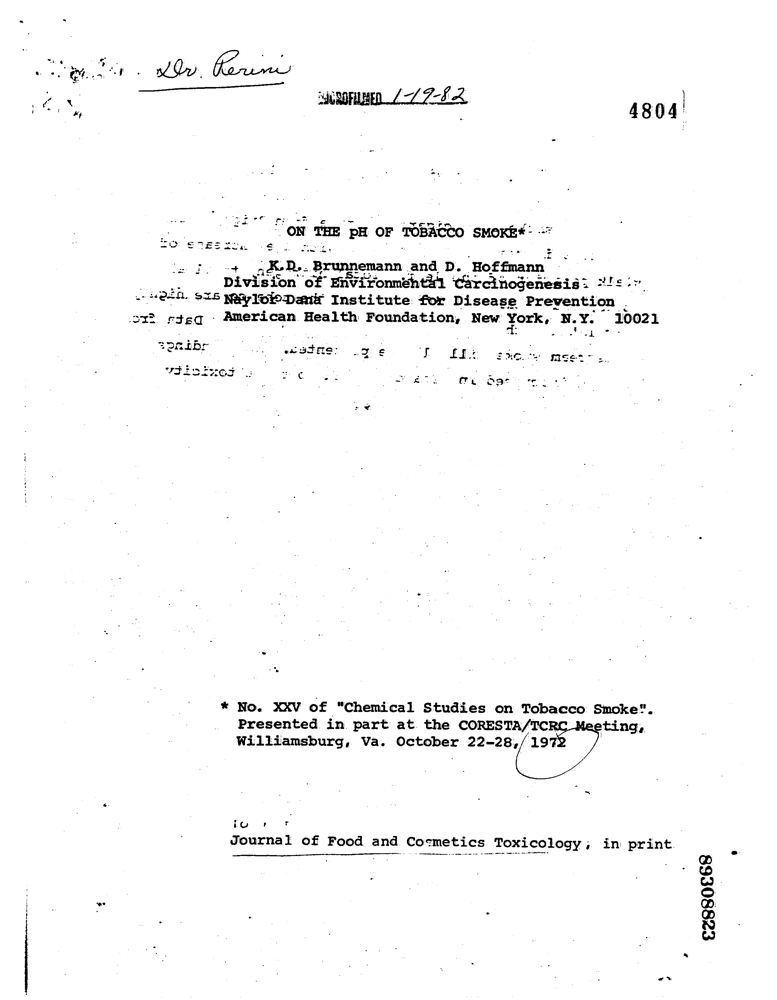 Dr. Perini
MICROFILMED 1-19-82
4804
ON THE pH OF TOBACCO SMOKE*
K.D. Brunnemann and D. Hoffmann
Division of Environmental Carcinogenesis
Naylor Dana Institute for Disease Prevention
American Health Foundation, New York, N.Y. 10021
* No. XXV of "Chemical Studies on Tobacco Smoke".
Presented in part at the CORESTA/TCRC Meeting,
Williamsburg, Va. October 22-28, 1972
Journal of Food and Cosmetics Toxicology, in print
89308823